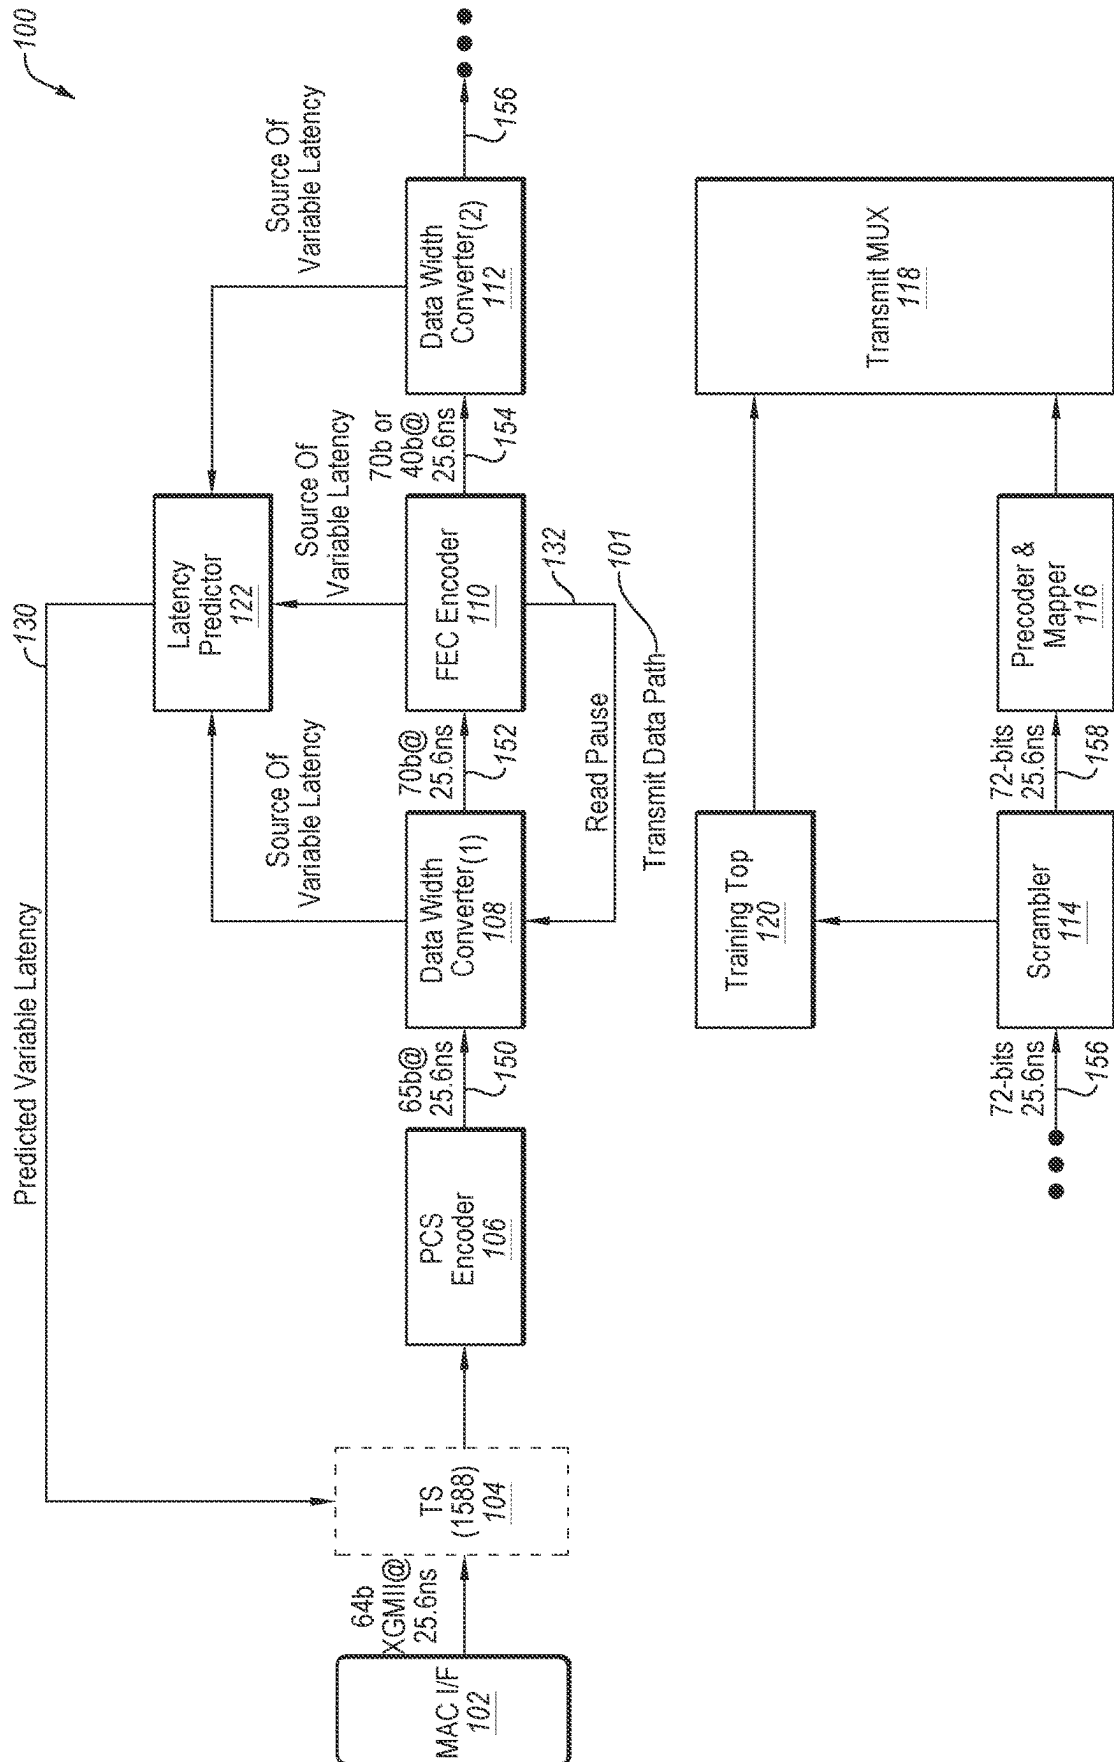 100
Predicted Variable Latency
130
Latency
Predictor
122
Source Of
Variable Latency
Source Of
Variable Latency
Source Of
Variable Latency
MAC I/F
102
64b
XGMII@
25.6ns
TS
(1588)
104
PCS
Encoder
106
65b@
25.6ns
150
Data Width
Converter(1)
108
70b@
25.6ns
152
FEC Encoder
110
70b or
40b@
25.6ns
154
Data Width
Converter(2)
112
156
Read Pause
132
Transmit Data Path
101
Training Top
120
Transmit MUX
118
72-bits
25.6ns
156
Scrambler
114
72-bits
25.6ns
158
Precoder &
Mapper
116